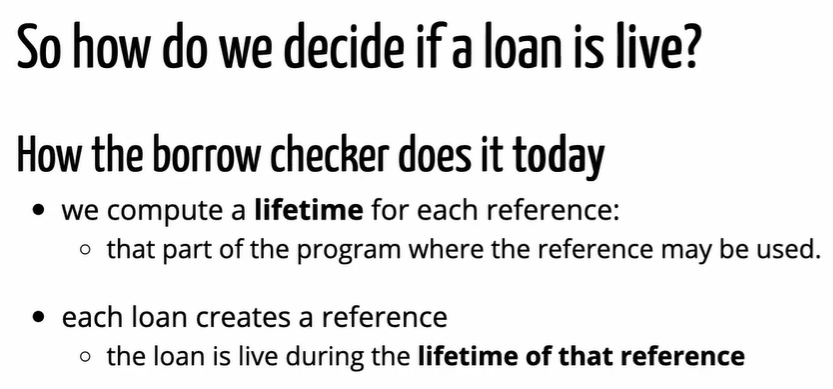 So how do we decide if a loan is live?
How the borrow checker does it today
• we compute a lifetime for each reference:
◦ that part of the program where the reference may be used.
• each loan creates a reference
◦ the loan is live during the lifetime of that reference